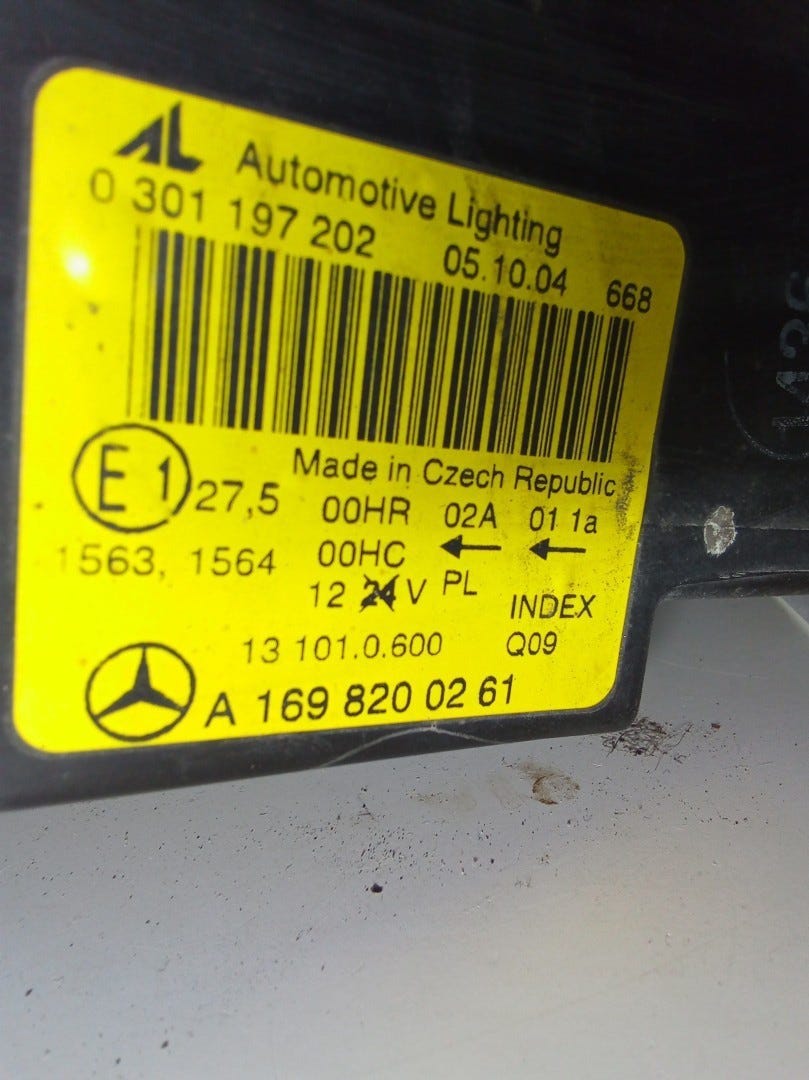 AL Automotive Lighting
0 301 197 202 05.10.04 668
Made in Czech Republic
E1 27,5 00HR 02A 01 1a
1563, 1564 00HC ← ←
12 24 V PL
INDEX
13 101.0.600 Q09
A 169 820 02 61